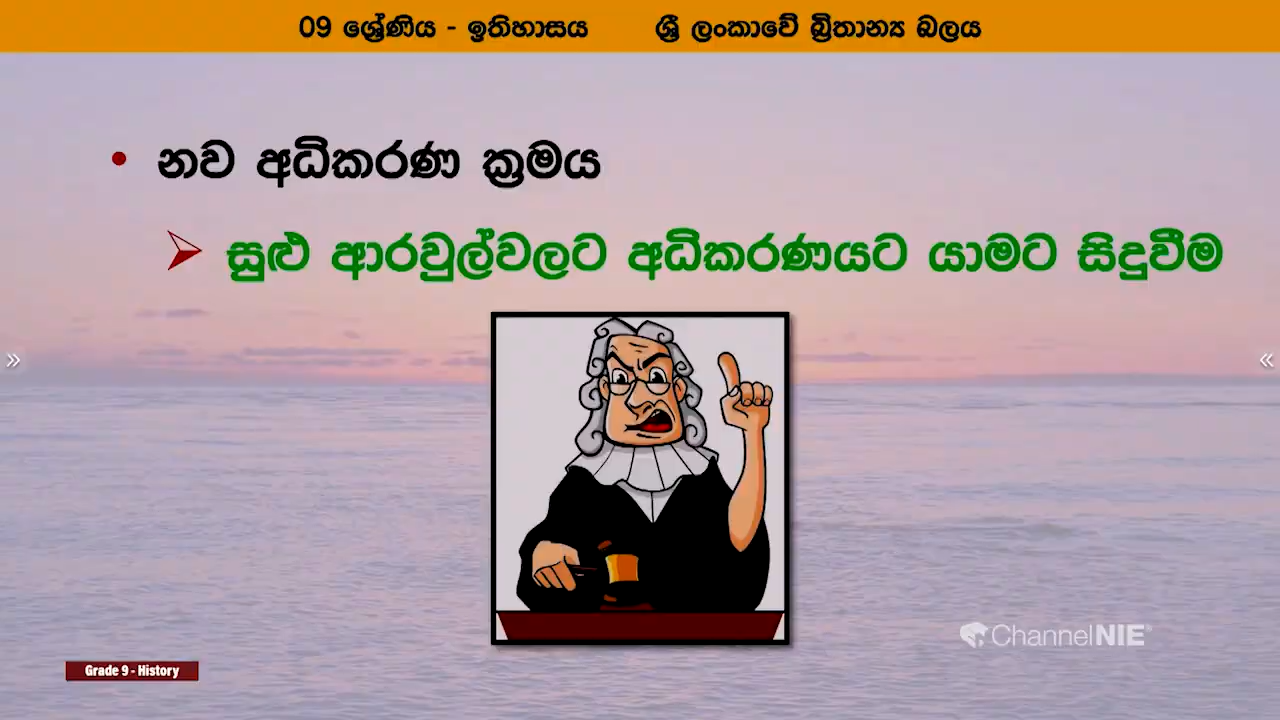 09 ශ්‍රේණිය - ඉතිහාසය ශ්‍රී ලංකාවේ බ්‍රිතාන්‍ය බලය
• නව අධිකරණ ක්‍රමය
➢ සුළු ආරවුල්වලට අධිකරණයට යාමට සිදුවීම
ChannelNIE
Grade 9 - History